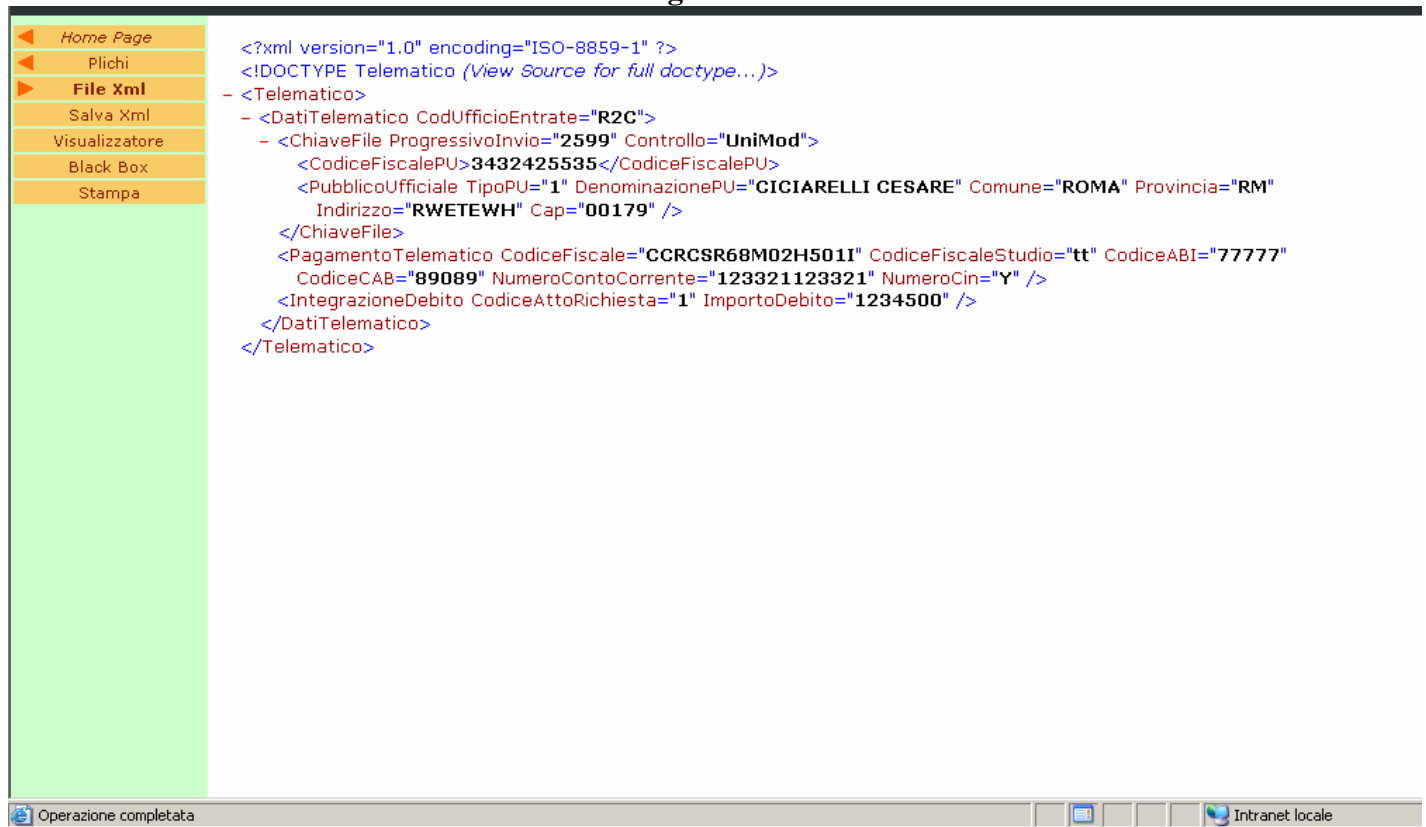 Home Page
Plichi
File Xml
Salva Xml
Visualizzatore
Black Box
Stampa
<?xml version="1.0" encoding="ISO-8859-1" ?>
<!DOCTYPE Telematico (View Source for full doctype...)>
- <Telematico>
- <DatiTelematico CodUfficioEntrate="R2C">
- <ChiaveFile ProgressivoInvio="2599" Controllo="UniMod">
<CodiceFiscalePU>3432425535</CodiceFiscalePU>
<PubblicoUfficiale TipoPU="1" DenominazionePU="CICIARELLI CESARE" Comune="ROMA" Provincia="RM"
Indirizzo="RWETEWH" Cap="00179" />
</ChiaveFile>
<PagamentoTelematico CodiceFiscale="CCRCSR68M02H501I" CodiceFiscaleStudio="tt" CodiceABI="77777"
CodiceCAB="89089" NumeroContoCorrente="123321123321" NumeroCin="Y" />
<IntegrazioneDebito CodiceAttoRichiesta="1" ImportoDebito="1234500" />
</DatiTelematico>
</Telematico>
Operazione completata
Intranet locale